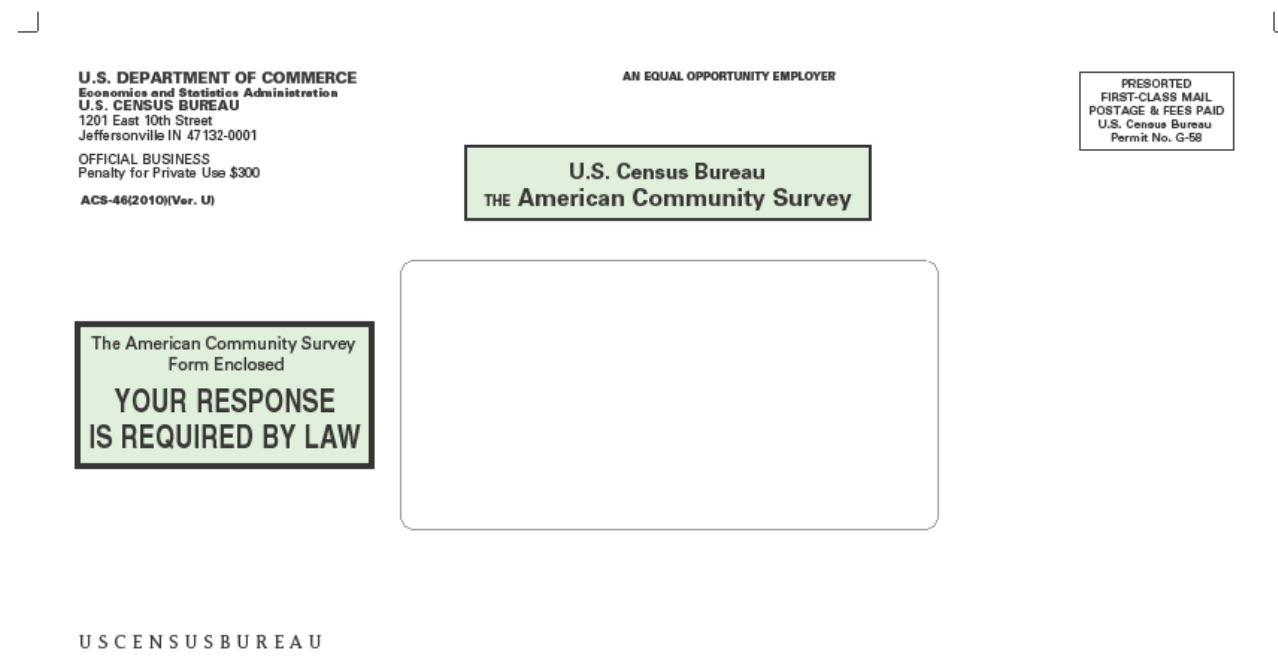 U.S. DEPARTMENT OF COMMERCE
Economics and Statistics Administration
U.S. CENSUS BUREAU
1201 East 10th Street
Jeffersonville IN 47132-0001
OFFICIAL BUSINESS
Penalty for Private Use $300
ACS-46(2010)(Ver. U)
AN EQUAL OPPORTUNITY EMPLOYER
PRESORTED
FIRST-CLASS MAIL
POSTAGE & FEES PAID
U.S. Census Bureau
Permit No. G-58
U.S. Census Bureau
THE American Community Survey
The American Community Survey
Form Enclosed
YOUR RESPONSE
IS REQUIRED BY LAW
USCENSUSBUREAU